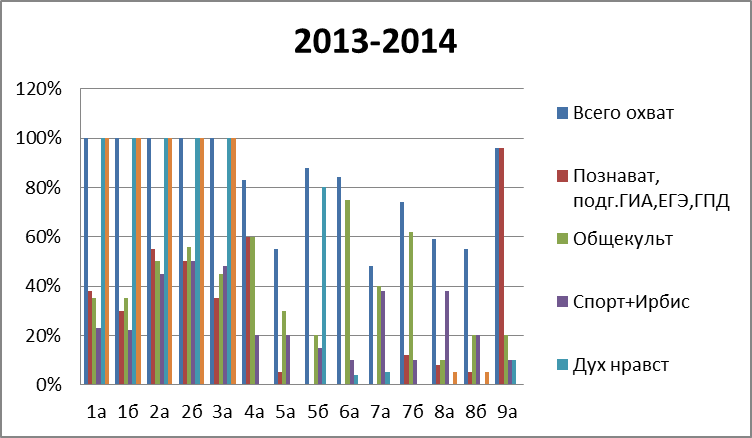 2013-2014
120%
100%
80%
60%
40%
20%
0%
1а 1б 2а 2б 3а 4а 5а 5б 6а 7а 7б 8а 8б 9а
Всего охват
Познават,
подг.ГИА,ЕГЭ,ГПД
Общекульт
Спорт+Ирбис
Дух нравст